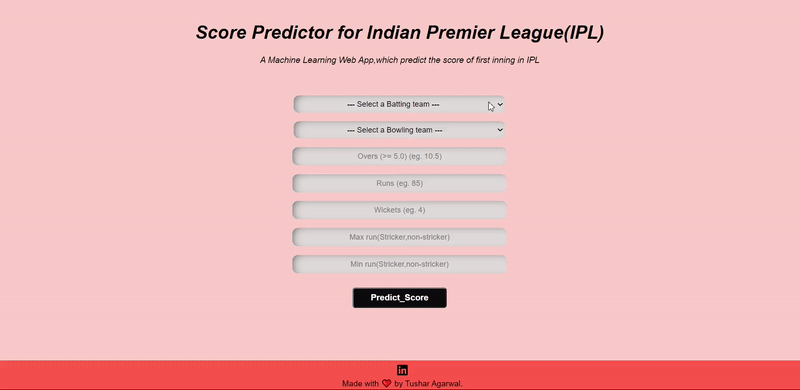 Score Predictor for Indian Premier League(IPL)
A Machine Learning Web App,which predict the score of first inning in IPL
--- Select a Batting team ---
--- Select a Bowling team ---
Overs (>= 5.0) (eg. 10.5)
Runs (eg. 85)
Wickets (eg. 4)
Max run(Stricker,non-stricker)
Min run(Stricker,non-stricker)
Predict_Score
in
Made with by Tushar Agarwal.